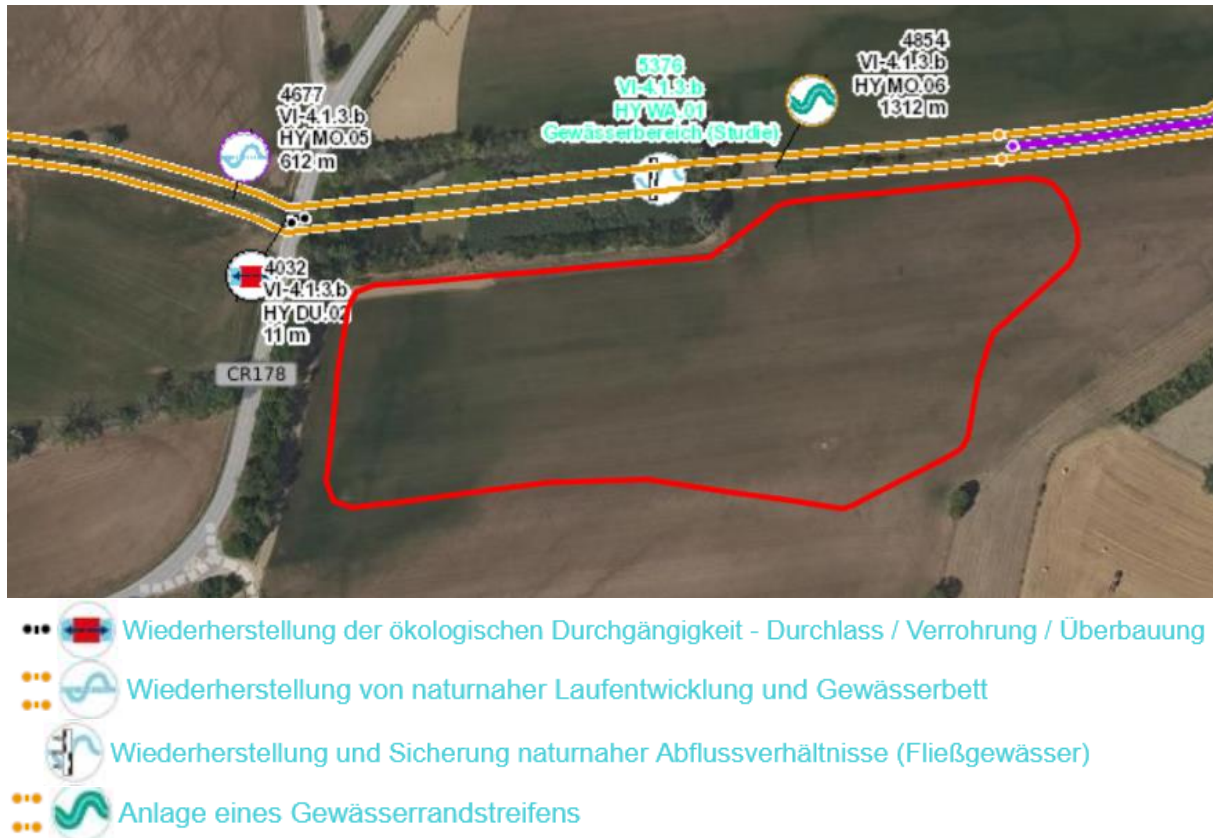 4854
VI-4.1.3.b
HY MO.06
1312 m
5376
VI-4.1.3.b
HY WA.01
Gewässerbereich (Studie)
4677
VI-4.1.3.b
HY MO.05
612 m
4032
VI-4.1.3.b
HY DU.02
11 m
CR178
Wiederherstellung der ökologischen Durchgängigkeit - Durchlass / Verrohrung / Überbauung
Wiederherstellung von naturnaher Laufentwicklung und Gewässerbett
Wiederherstellung und Sicherung naturnaher Abflussverhältnisse (Fließgewässer)
Anlage eines Gewässerrandstreifens